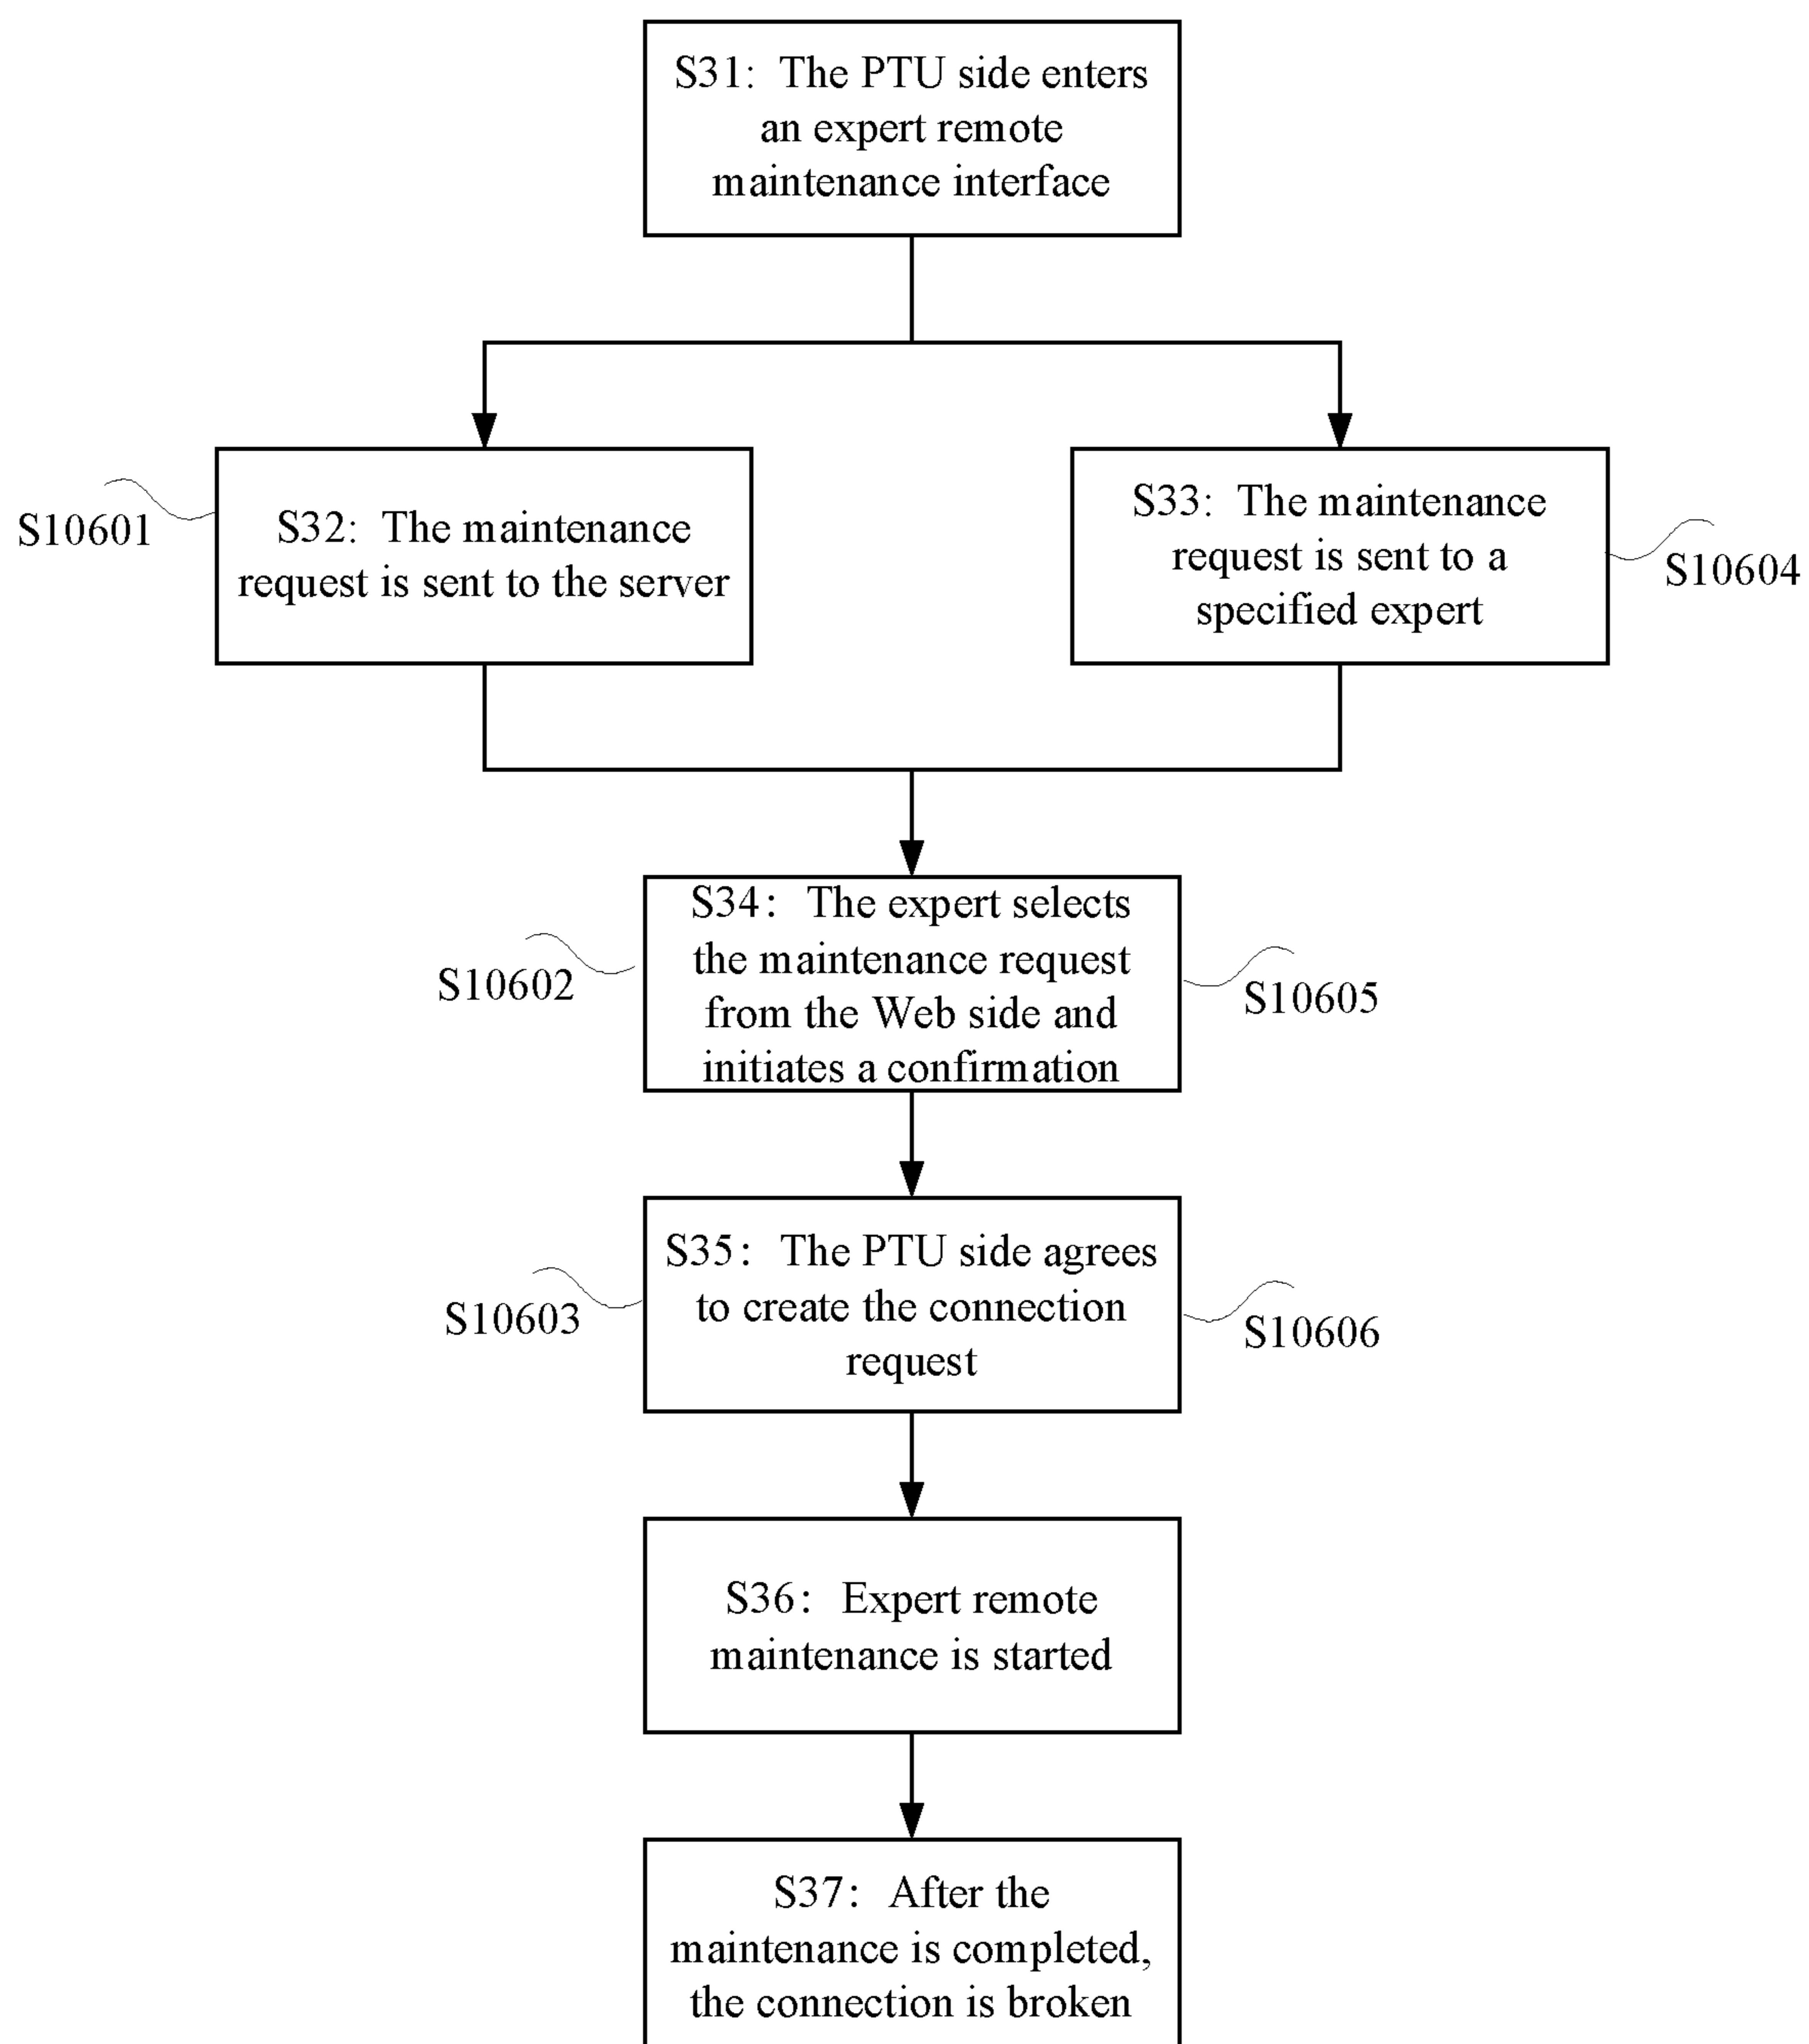 S31: The PTU side enters
an expert remote
maintenance interface
S10601
S32: The maintenance
request is sent to the server
S33: The maintenance
request is sent to a
specified expert
S10604
S10602
S34: The expert selects
the maintenance request
from the Web side and
initiates a confirmation
S10605
S10603
S35: The PTU side agrees
to create the connection
request
S10606
S36: Expert remote
maintenance is started
S37: After the
maintenance is completed,
the connection is broken